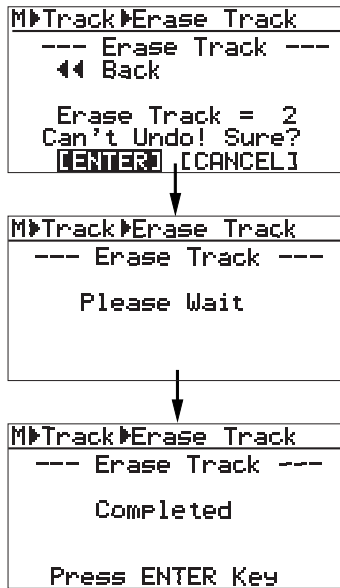 M▶Track▶Erase Track
--- Erase Track ---
◀◀ Back
Erase Track = 2
Can't Undo! Sure?
[ENTER] [CANCEL]
M▶Track▶Erase Track
--- Erase Track ---
Please Wait
M▶Track▶Erase Track
--- Erase Track ---
Completed
Press ENTER Key